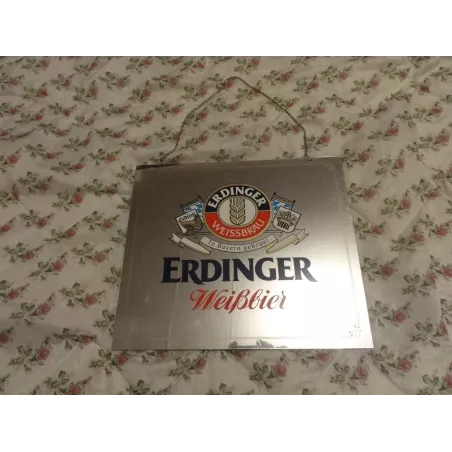 ERDINGER
WEISSBRÄU
in Bayern gebraut
ERDINGER
Weißbier